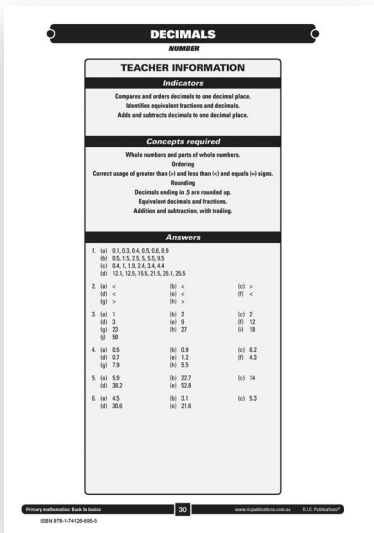 DECIMALS
NUMBER
TEACHER INFORMATION
Indicators
Compares and orders decimals to one decimal place.
Identifies equivalent fractions and decimals.
Adds and subtracts decimals to one decimal place.
Concepts required
Whole numbers and parts of whole numbers.
Ordering
Correct usage of greater than (>) and less than (<) and equals (=) signs.
Rounding
Decimals ending in .5 are rounded up.
Equivalent decimals and fractions.
Addition and subtraction, with trading.
Answers
1. (a) 0.1, 0.3, 0.4, 0.5, 0.8, 0.9
(b) 0.5, 1.5, 2.5, 5, 5.5, 9.5
(c) 0.4, 1, 1.9, 2.4, 3.4, 4.4
(d) 12.1, 12.5, 15.5, 21.5, 25.1, 25.5
2. (a) < (b) < (c) >
(d) < (e) < (f) <
(g) > (h) >
3. (a) 1 (b) 2 (c) 2
(d) 3 (e) 9 (f) 12
(g) 23 (h) 27 (i) 18
(j) 50
4. (a) 0.5 (b) 0.9 (c) 0.2
(d) 0.7 (e) 1.2 (f) 4.3
(g) 7.9 (h) 5.5
5. (a) 5.9 (b) 22.7 (c) 14
(d) 38.2 (e) 52.8
6. (a) 4.5 (b) 3.1 (c) 5.3
(d) 30.6 (e) 21.6
Primary mathematics: Back to basics 30 www.ricpublications.com.au R.I.C. Publications®
ISBN 978-1-74126-695-5